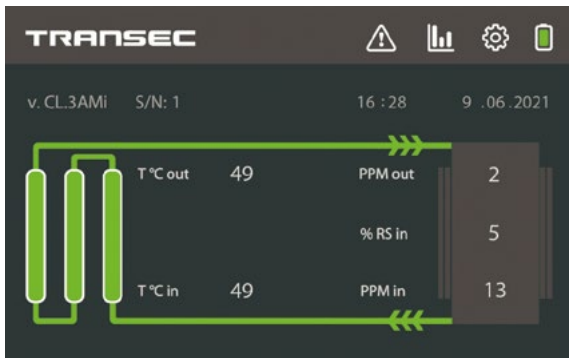 TRANSEC
v. CL.3AMi S/N: 1 16 : 28 9 .06 .2021
T °C out 49 PPM out 2
% RS in 5
T °C in 49 PPM in 13